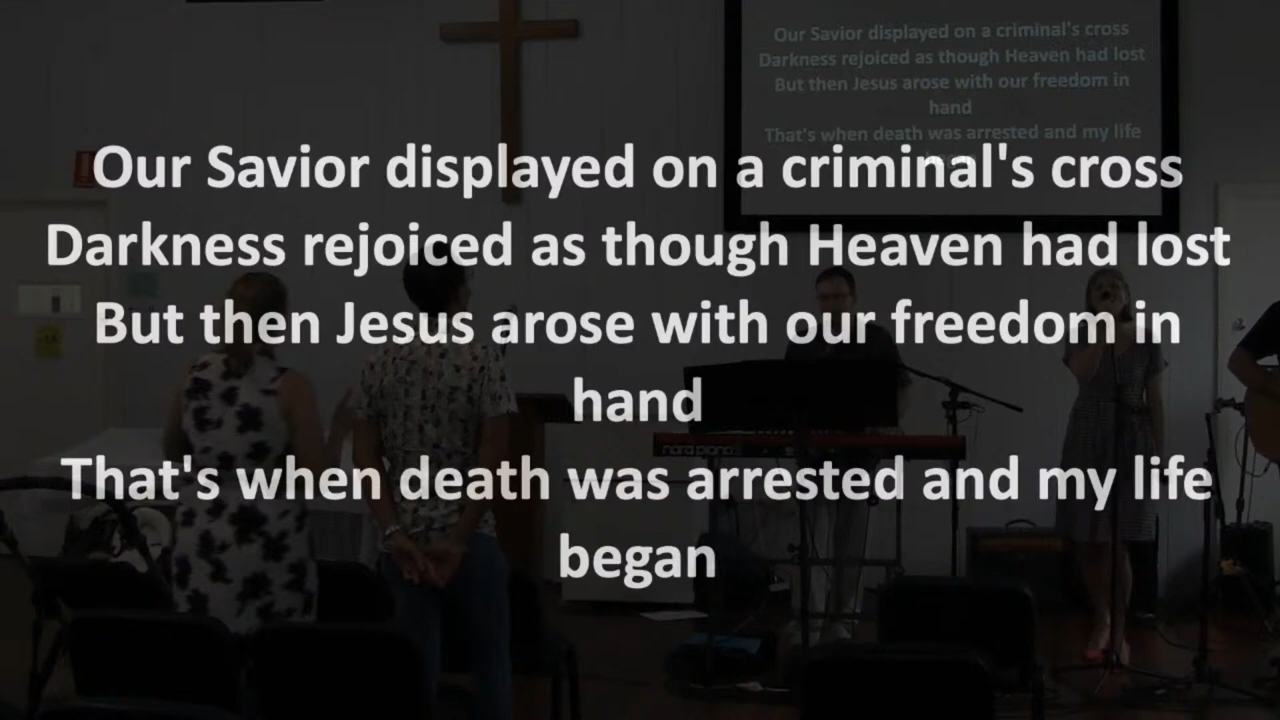 Our Savior displayed on a criminal's cross
Darkness rejoiced as though Heaven had lost
But then Jesus arose with our freedom in
hand
That's when death was arrested and my life
Our Savior displayed on a criminal's cross
Darkness rejoiced as though Heaven had lost
But then Jesus arose with our freedom in
hand
That's when death was arrested and my life
began
nord piano